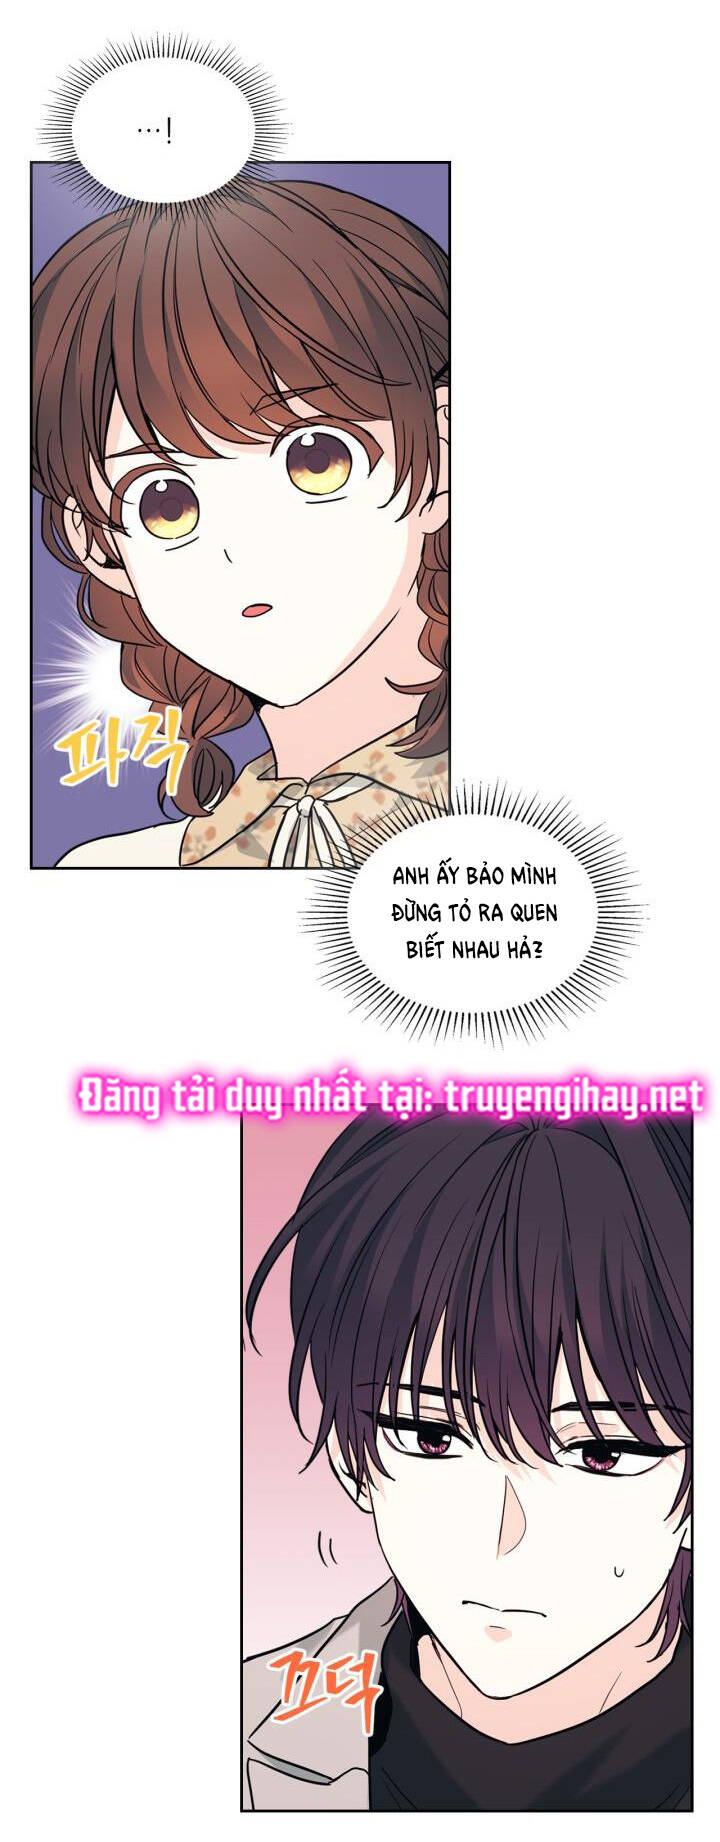 ...!
파직
ANH ẤY BẢO MÌNH
ĐỪNG TỎ RA QUEN
BIẾT NHAU HẢ?
Đăng tải duy nhất tại: truyengihay.net
끄덕